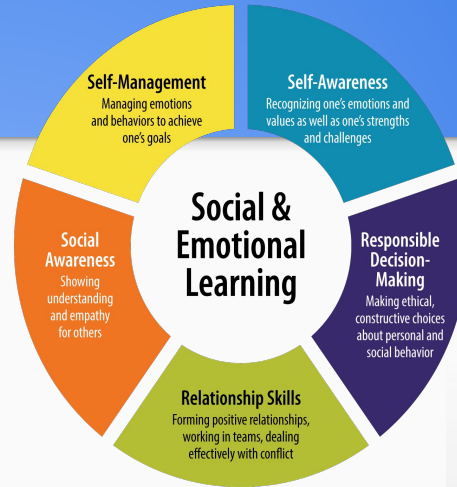 Self-Management
Managing emotions
and behaviors to achieve
one's goals
Self-Awareness
Recognizing one's emotions and
values as well as one's strengths
and challenges
Social &
Emotional
Learning
Social
Awareness
Showing
understanding
and empathy
for others
Responsible
Decision-
Making
Making ethical,
constructive choices
about personal and
social behavior
Relationship Skills
Forming positive relationships,
working in teams, dealing
effectively with conflict